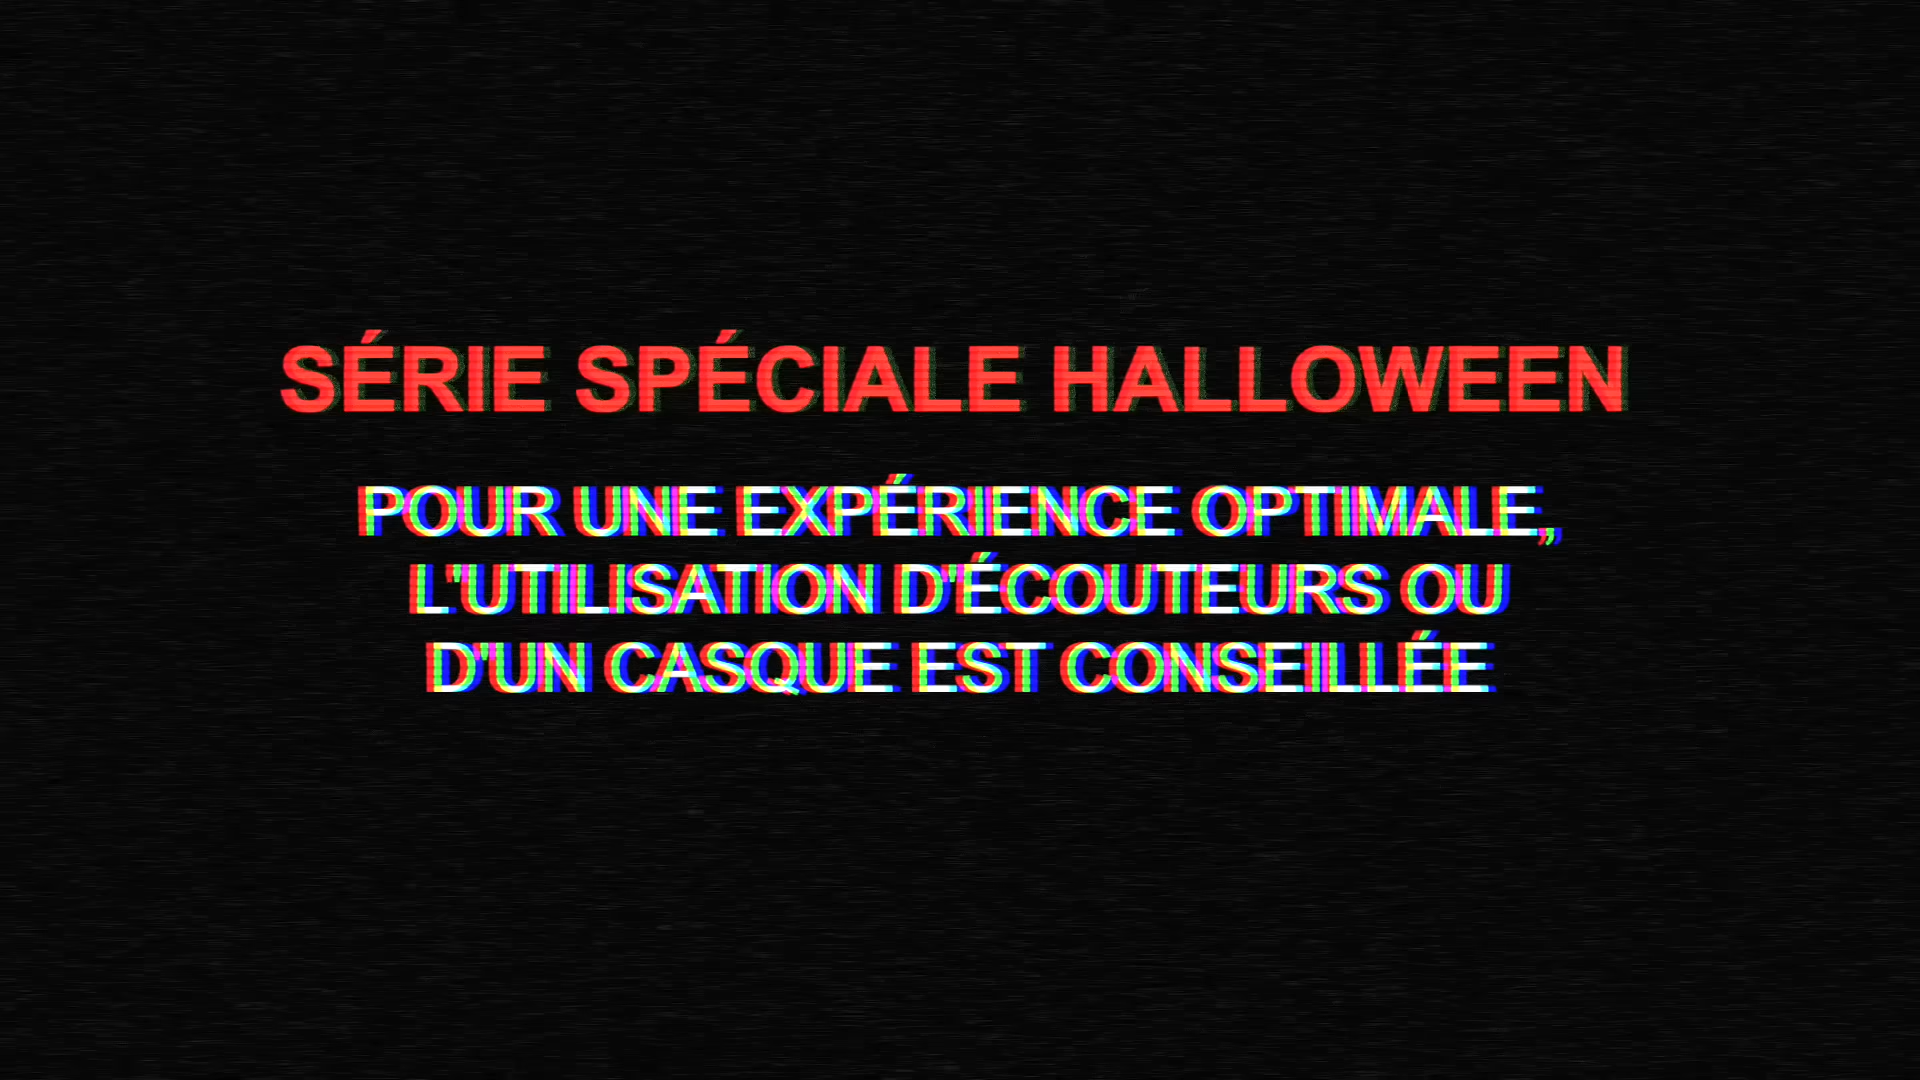 SÉRIE SPÉCIALE HALLOWEEN
POUR UNE EXPÉRIENCE OPTIMALE,
L'UTILISATION D'ÉCOUTEURS OU
D'UN CASQUE EST CONSEILLÉE